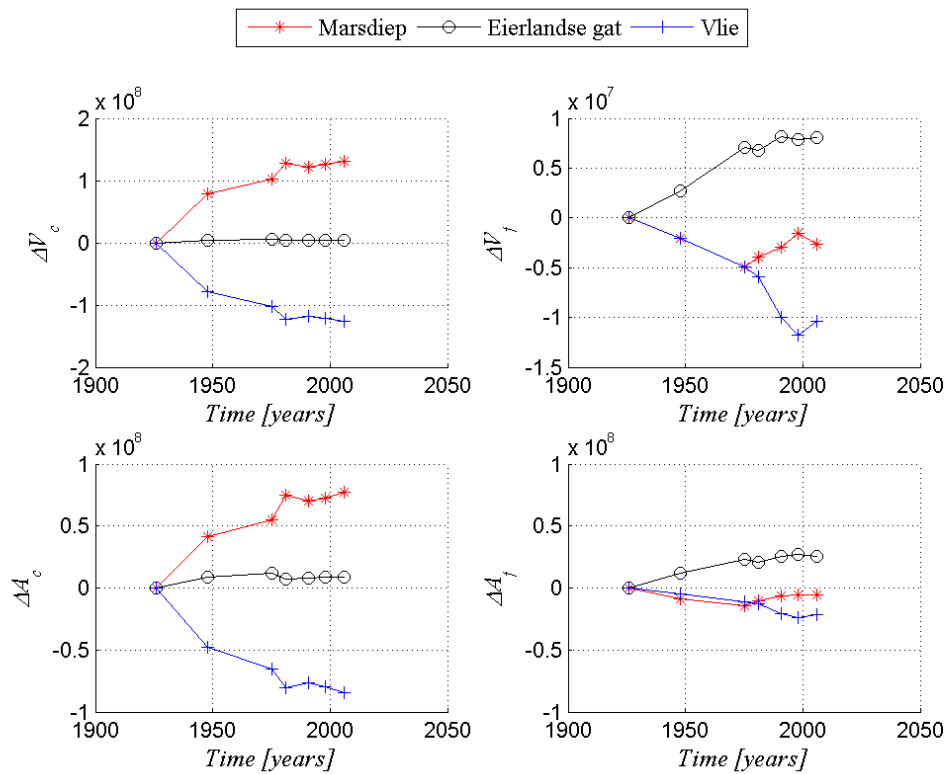 Marsdiep Eierlandse gat Vlie
x 10^8
2
1
0
-1
-2
ΔV_c
1900 1950 2000 2050
Time [years]
x 10^7
1
0.5
0
-0.5
-1
-1.5
ΔV_f
1900 1950 2000 2050
Time [years]
x 10^8
1
0.5
0
-0.5
-1
ΔA_c
1900 1950 2000 2050
Time [years]
x 10^8
1
0.5
0
-0.5
-1
ΔA_f
1900 1950 2000 2050
Time [years]